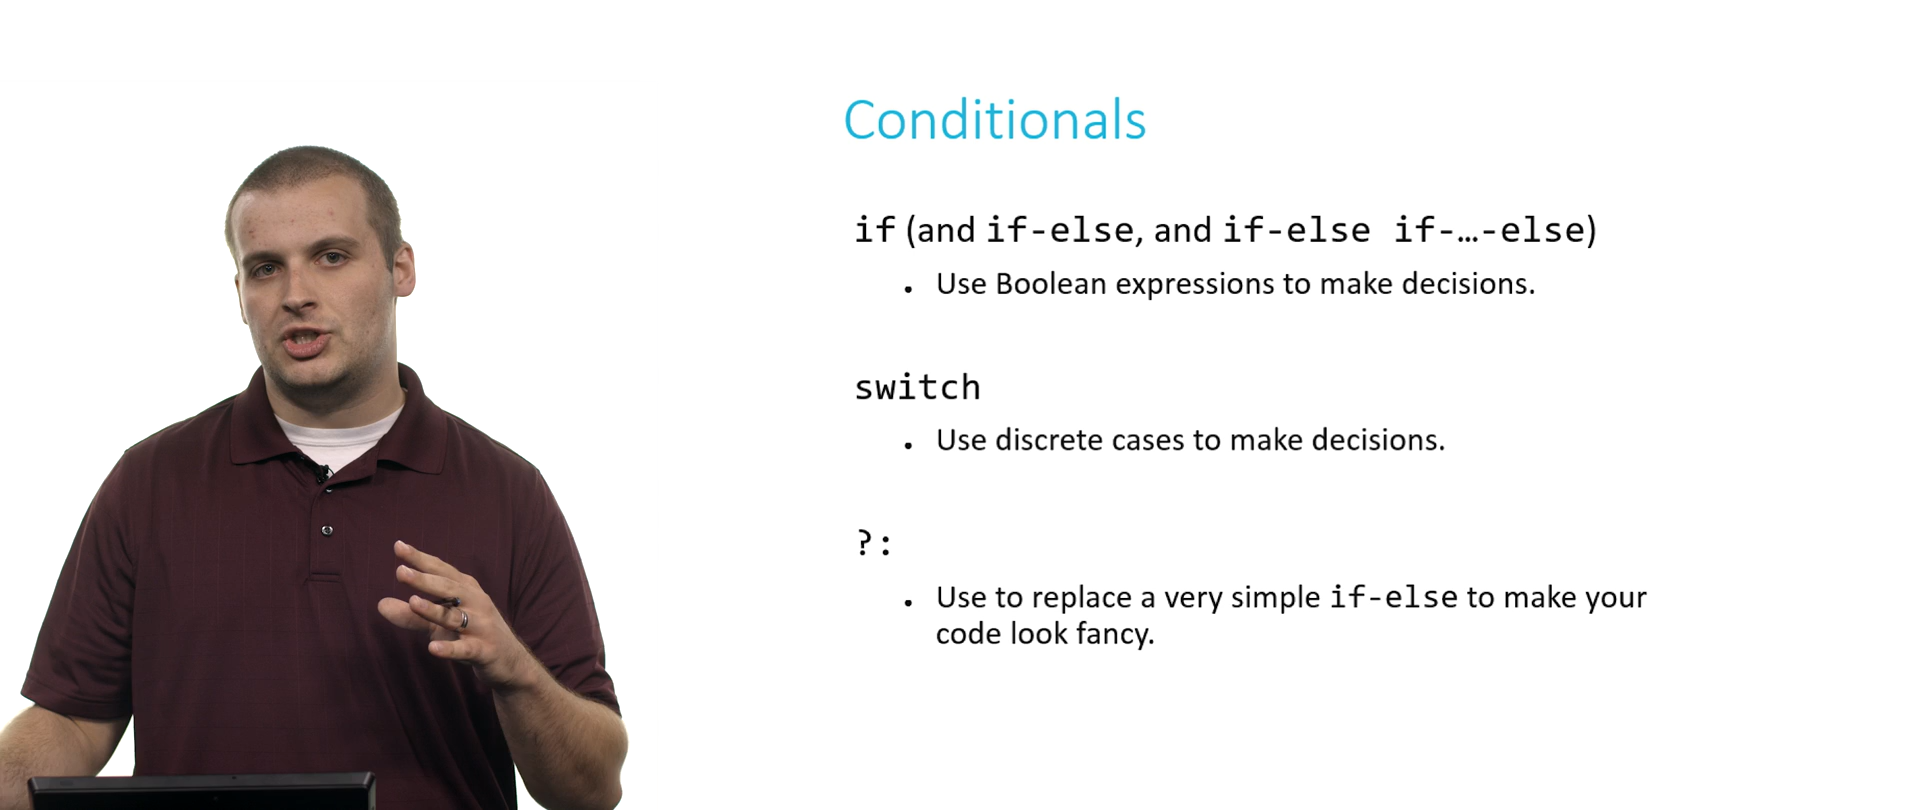 Conditionals
if (and if-else, and if-else if-…-else)
• Use Boolean expressions to make decisions.
switch
• Use discrete cases to make decisions.
?:
• Use to replace a very simple if-else to make your
code look fancy.